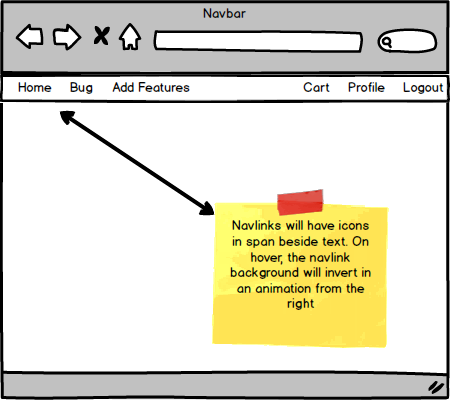 Navbar
Home Bug Add Features Cart Profile Logout
Navlinks will have icons
in span beside text. On
hover, the navlink
background will invert in
an animation from the
right